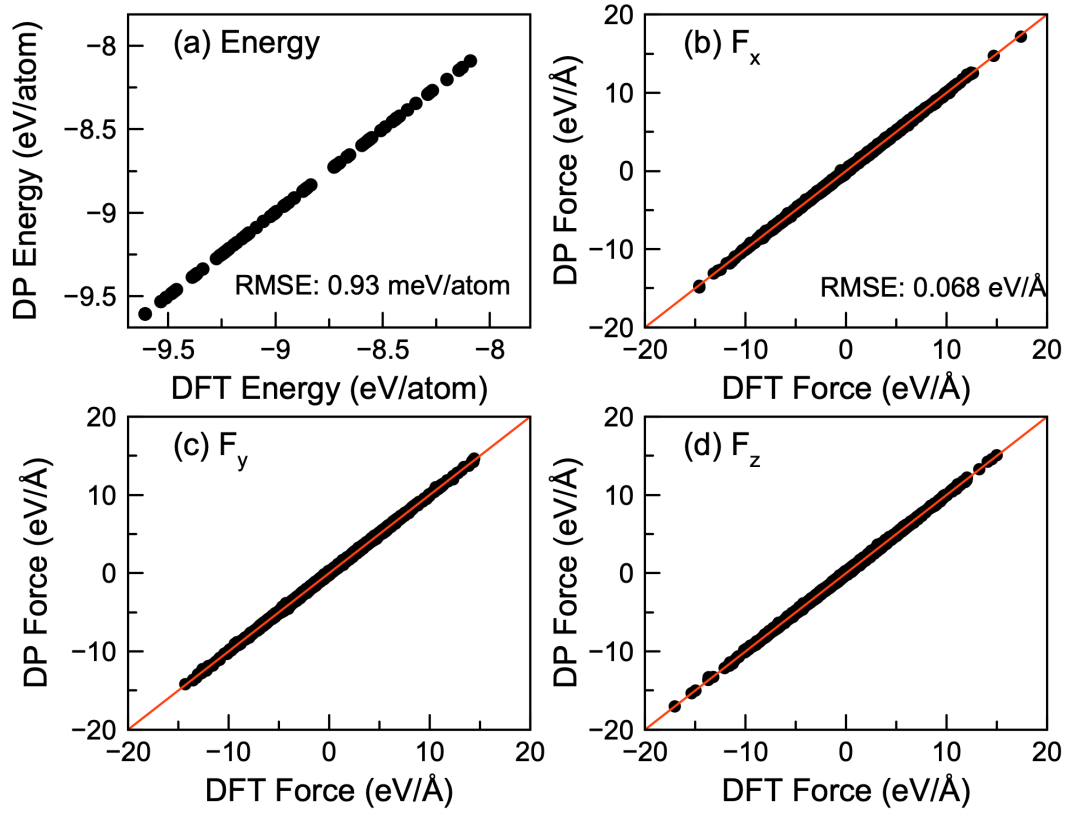 (a) Energy
DP Energy (eV/atom)
−8
−8.5
−9
−9.5
RMSE: 0.93 meV/atom
−9.5 −9 −8.5 −8
DFT Energy (eV/atom)
(b) Fx
DP Force (eV/Å)
20
10
0
−10
−20
RMSE: 0.068 eV/Å
−20 −10 0 10 20
DFT Force (eV/Å)
(c) Fy
DP Force (eV/Å)
20
10
0
−10
−20
−20 −10 0 10 20
DFT Force (eV/Å)
(d) Fz
DP Force (eV/Å)
20
10
0
−10
−20
−20 −10 0 10 20
DFT Force (eV/Å)